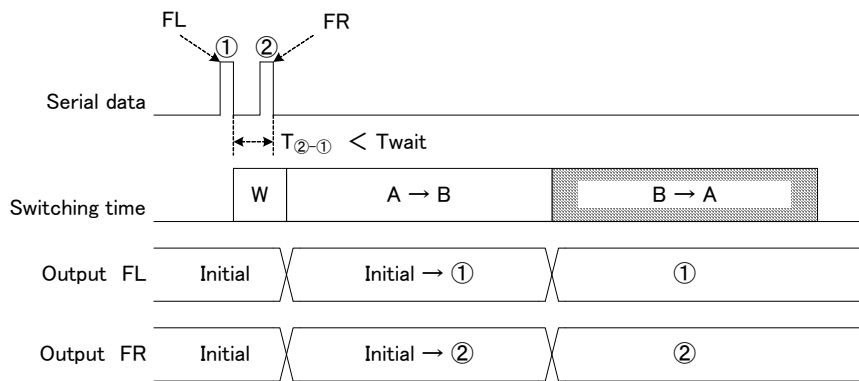 FL
FR
① ②
Serial data
T②-① < Twait
W A → B B → A
Switching time
Output FL Initial Initial → ① ①
Output FR Initial Initial → ② ②